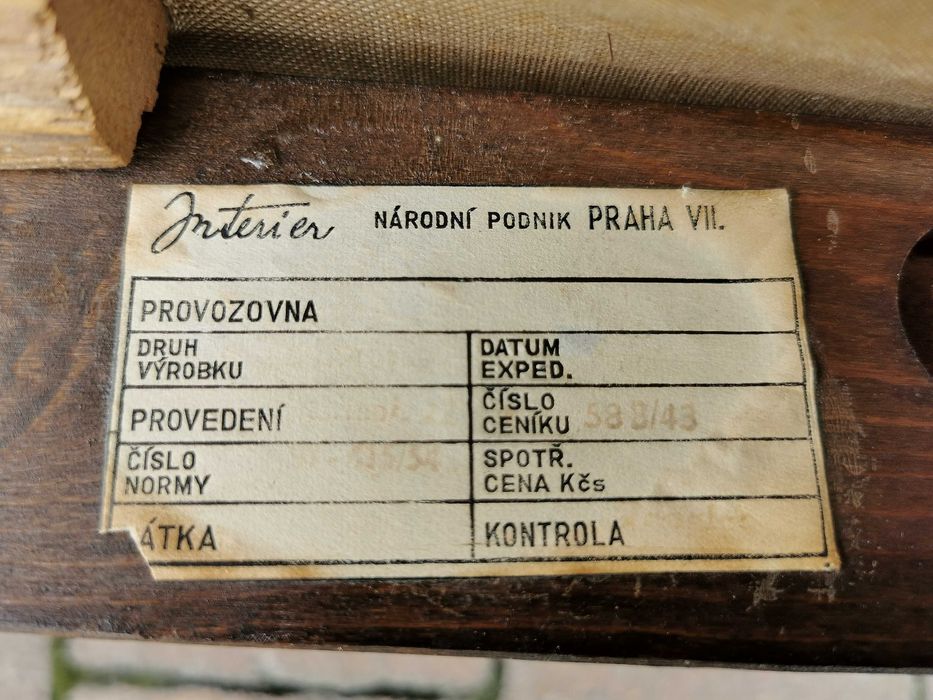 Interier NÁRODNÍ PODNIK PRAHA VII.
PROVOZOVNA
DRUH
VÝROBKU
DATUM
EXPED.
PROVEDENÍ
ČÍSLO
CENÍKU
ČÍSLO
NORMY
SPOTŘ.
CENA Kčs
ÁTKA
KONTROLA